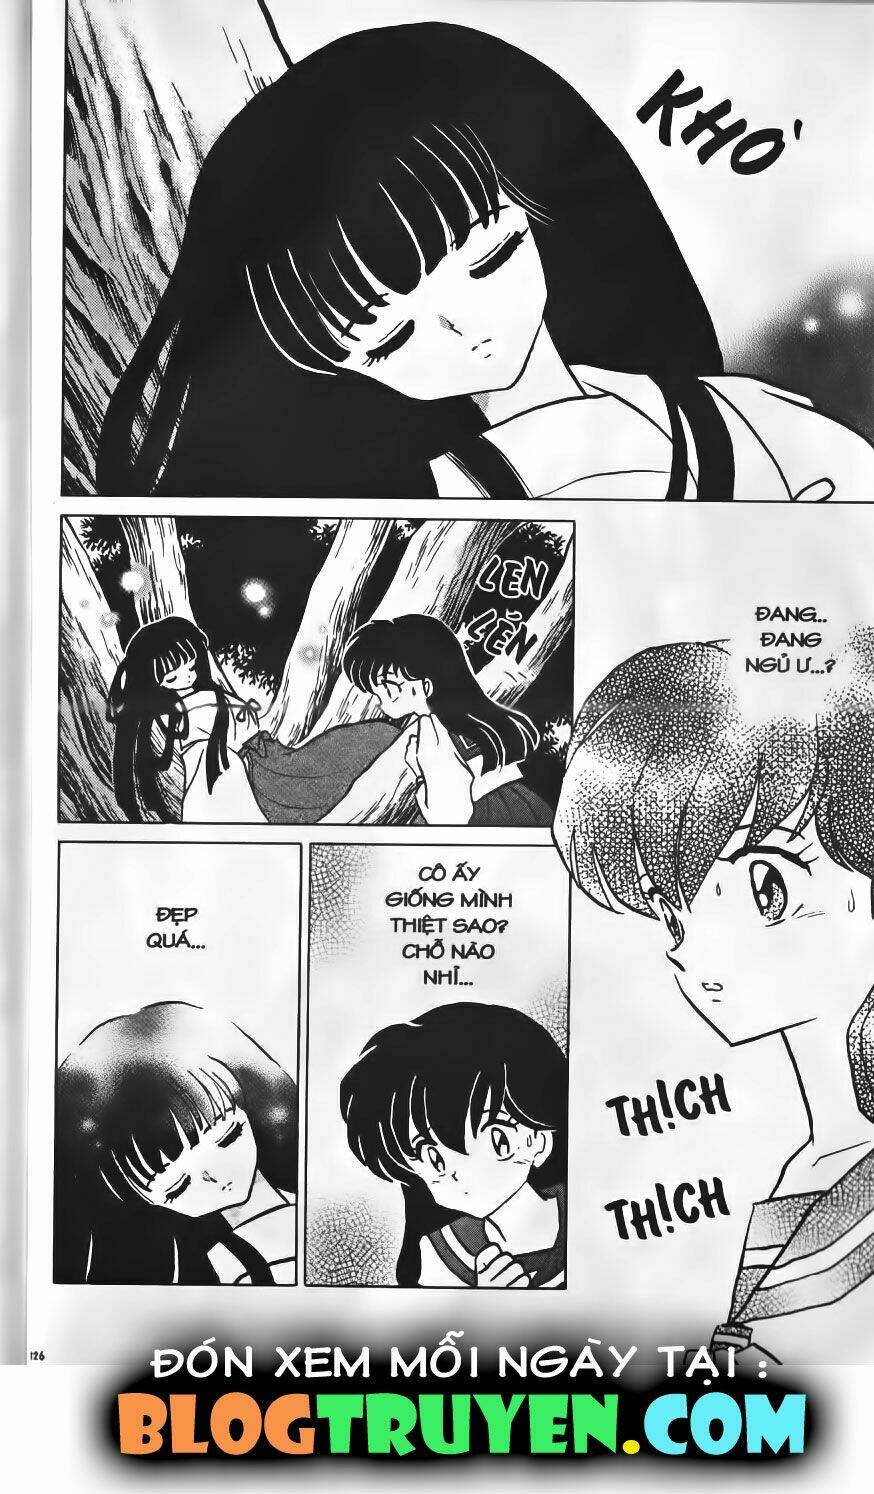 KHÒ
ĐANG...
ĐANG
NGỦ Ư...?
LEN
LÉN
THỊCH
THỊCH
CÔ ẤY
GIỐNG MÌNH
THIỆT SAO?
CHỖ NÀO
NHỈ...
ĐẸP
QUÁ...
126
ĐÓN XEM MỖI NGÀY TẠI :
BLOGTRUYEN.COM